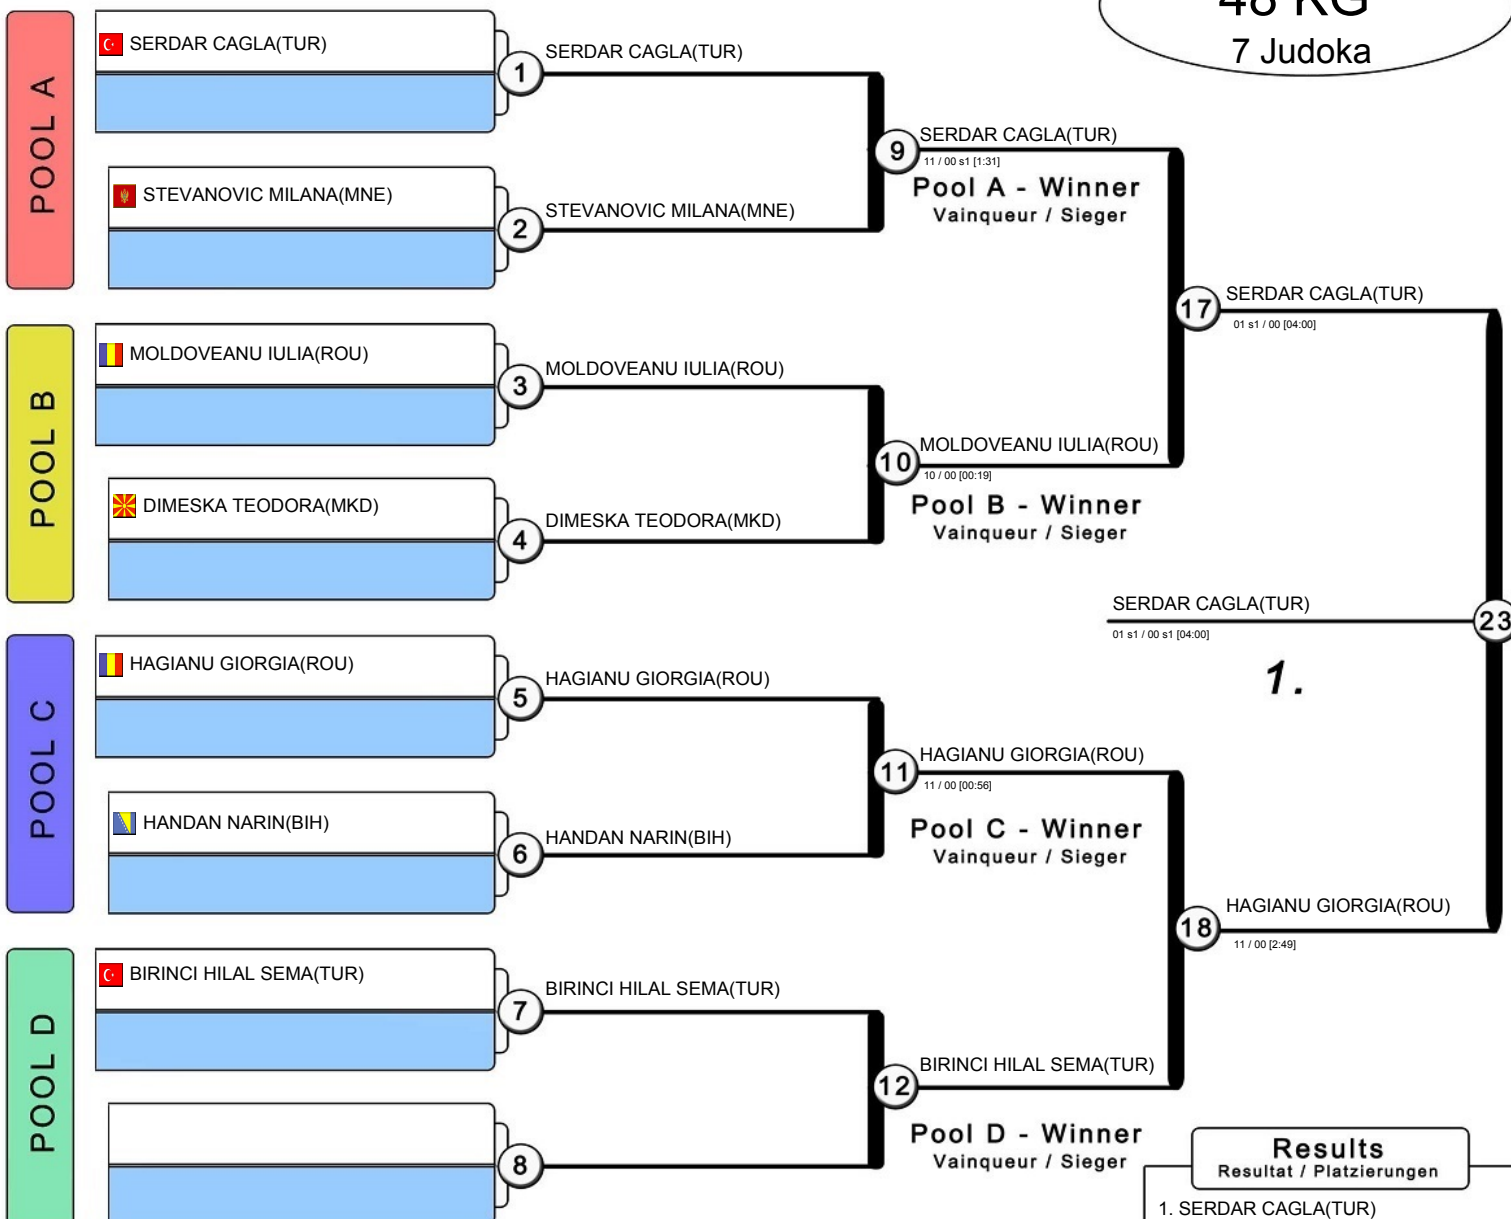 48 KG
7 Judoka
POOL A
SERDAR CAGLA(TUR)
1
SERDAR CAGLA(TUR)
STEVANOVIC MILANA(MNE)
2
STEVANOVIC MILANA(MNE)
9
SERDAR CAGLA(TUR)
11 / 00 s1 [1:31]
Pool A - Winner
Vainqueur / Sieger
POOL B
MOLDOVEANU IULIA(ROU)
3
MOLDOVEANU IULIA(ROU)
DIMESKA TEODORA(MKD)
4
DIMESKA TEODORA(MKD)
10
MOLDOVEANU IULIA(ROU)
10 / 00 [00:19]
Pool B - Winner
Vainqueur / Sieger
17
SERDAR CAGLA(TUR)
01 s1 / 00 [04:00]
SERDAR CAGLA(TUR)
01 s1 / 00 s1 [04:00]
23
1.
POOL C
HAGIANU GIORGIA(ROU)
5
HAGIANU GIORGIA(ROU)
HANDAN NARIN(BIH)
6
HANDAN NARIN(BIH)
11
HAGIANU GIORGIA(ROU)
11 / 00 [00:56]
Pool C - Winner
Vainqueur / Sieger
18
HAGIANU GIORGIA(ROU)
11 / 00 [2:49]
POOL D
BIRINCI HILAL SEMA(TUR)
7
BIRINCI HILAL SEMA(TUR)
8
12
BIRINCI HILAL SEMA(TUR)
Pool D - Winner
Vainqueur / Sieger
Results
Resultat / Platzierungen
1. SERDAR CAGLA(TUR)